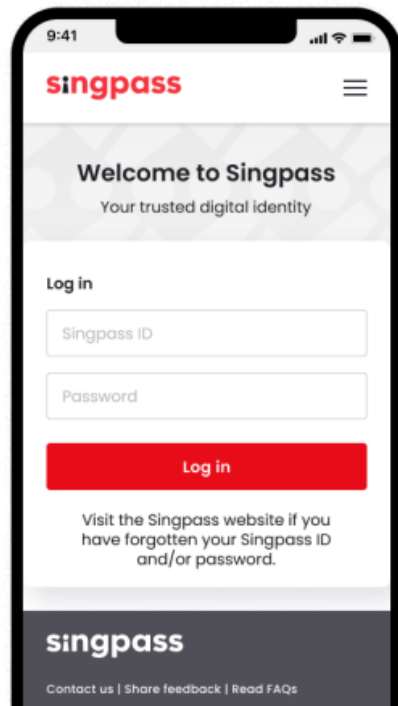 9:41
singpass
Welcome to Singpass
Your trusted digital identity
Log in
Singpass ID
Password
Log in
Visit the Singpass website if you
have forgotten your Singpass ID
and/or password.
singpass
Contact us | Share feedback | Read FAQs